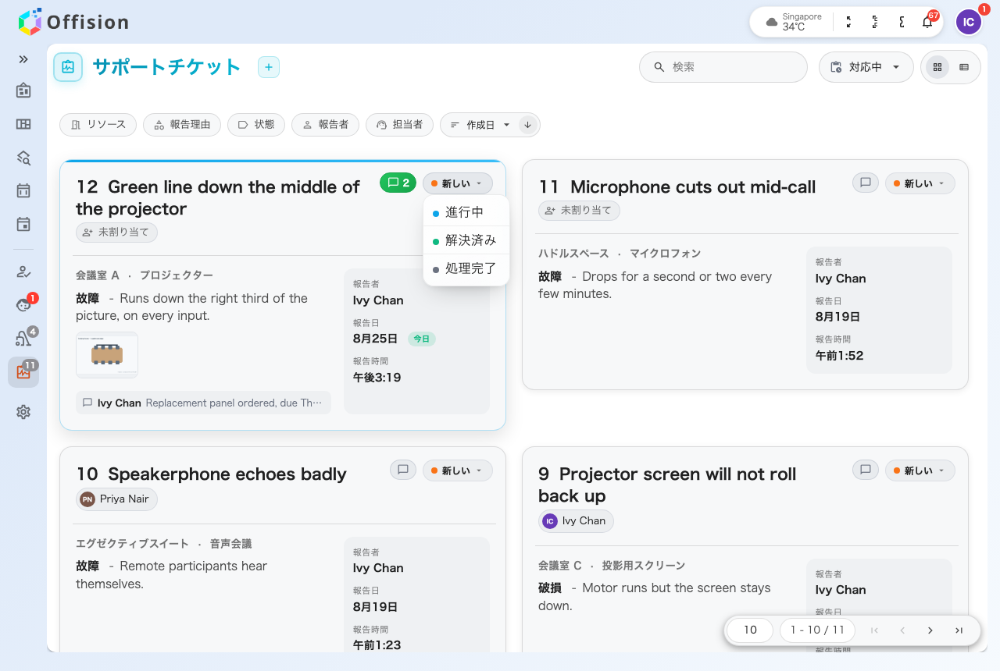 Offision
Singapore
34℃
67
IC
1
サポートチケット
検索
対応中
リソース
報告理由
状態
報告者
担当者
作成日
1
4
11
12 Green line down the middle of
the projector
2
新しい
未割り当て
進行中
解決済み
処理完了
会議室 A · プロジェクター
故障 - Runs down the right third of the
picture, on every input.
Ivy Chan Replacement panel ordered, due Th…
報告者
Ivy Chan
報告日
8月25日 今日
報告時間
午後3:19
11 Microphone cuts out mid-call
新しい
未割り当て
ハドルスペース · マイクロフォン
故障 - Drops for a second or two every
few minutes.
報告者
Ivy Chan
報告日
8月19日
報告時間
午前1:52
10 Speakerphone echoes badly
新しい
PN Priya Nair
エグゼクティブスイート · 音声会議
故障 - Remote participants hear
themselves.
報告者
Ivy Chan
報告日
8月19日
報告時間
午前1:23
9 Projector screen will not roll
back up
新しい
IC Ivy Chan
会議室 C · 投影用スクリーン
破損 - Motor runs but the screen stays
down.
報告者
Ivy Chan
報告日
報告時間
10
1 - 10 / 11